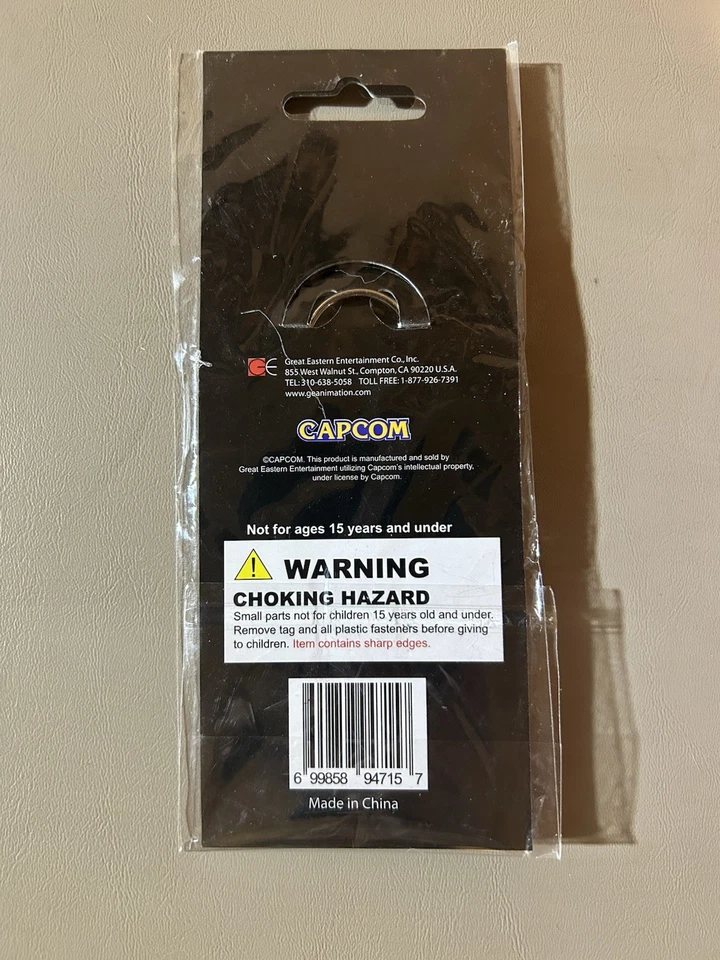 GE
Great Eastern Entertainment Co., Inc.
855 West Walnut St., Compton, CA 90220 U.S.A.
TEL: 310-638-5058 TOLL FREE: 1-877-926-7391
www.geanimation.com
CAPCOM
©CAPCOM. This product is manufactured and sold by
Great Eastern Entertainment utilizing Capcom's intellectual property,
under license by Capcom.
Not for ages 15 years and under
! WARNING
CHOKING HAZARD
Small parts not for children 15 years old and under.
Remove tag and all plastic fasteners before giving
to children. Item contains sharp edges.
6 99858 94715 7
Made in China